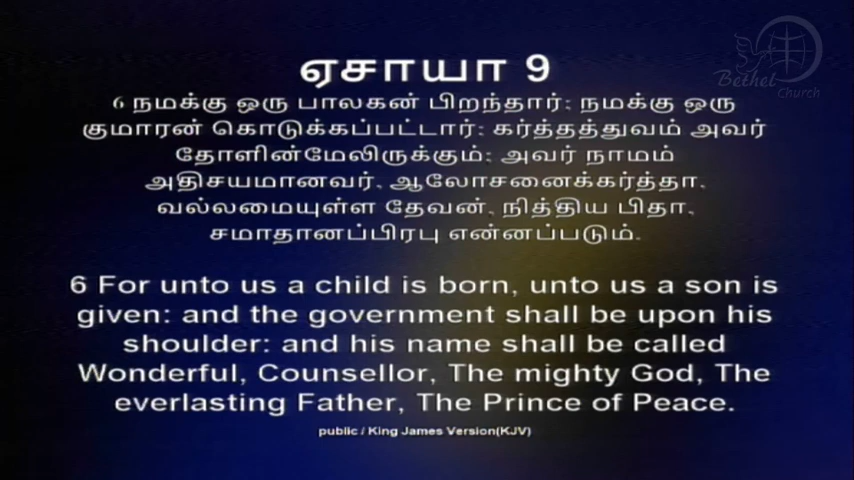 Bethel
Church
ஏசாயா 9
6 நமக்கு ஒரு பாலகன் பிறந்தார்; நமக்கு ஒரு
குமாரன் கொடுக்கப்பட்டார்; கர்த்தத்துவம் அவர்
தோளின்மேலிருக்கும்; அவர் நாமம்
அதிசயமானவர், ஆலோசனைக்கர்த்தா,
வல்லமையுள்ள தேவன், நித்திய பிதா,
சமாதானப்பிரபு என்னப்படும்.
6 For unto us a child is born, unto us a son is
given: and the government shall be upon his
shoulder: and his name shall be called
Wonderful, Counsellor, The mighty God, The
everlasting Father, The Prince of Peace.
public / King James Version(KJV)